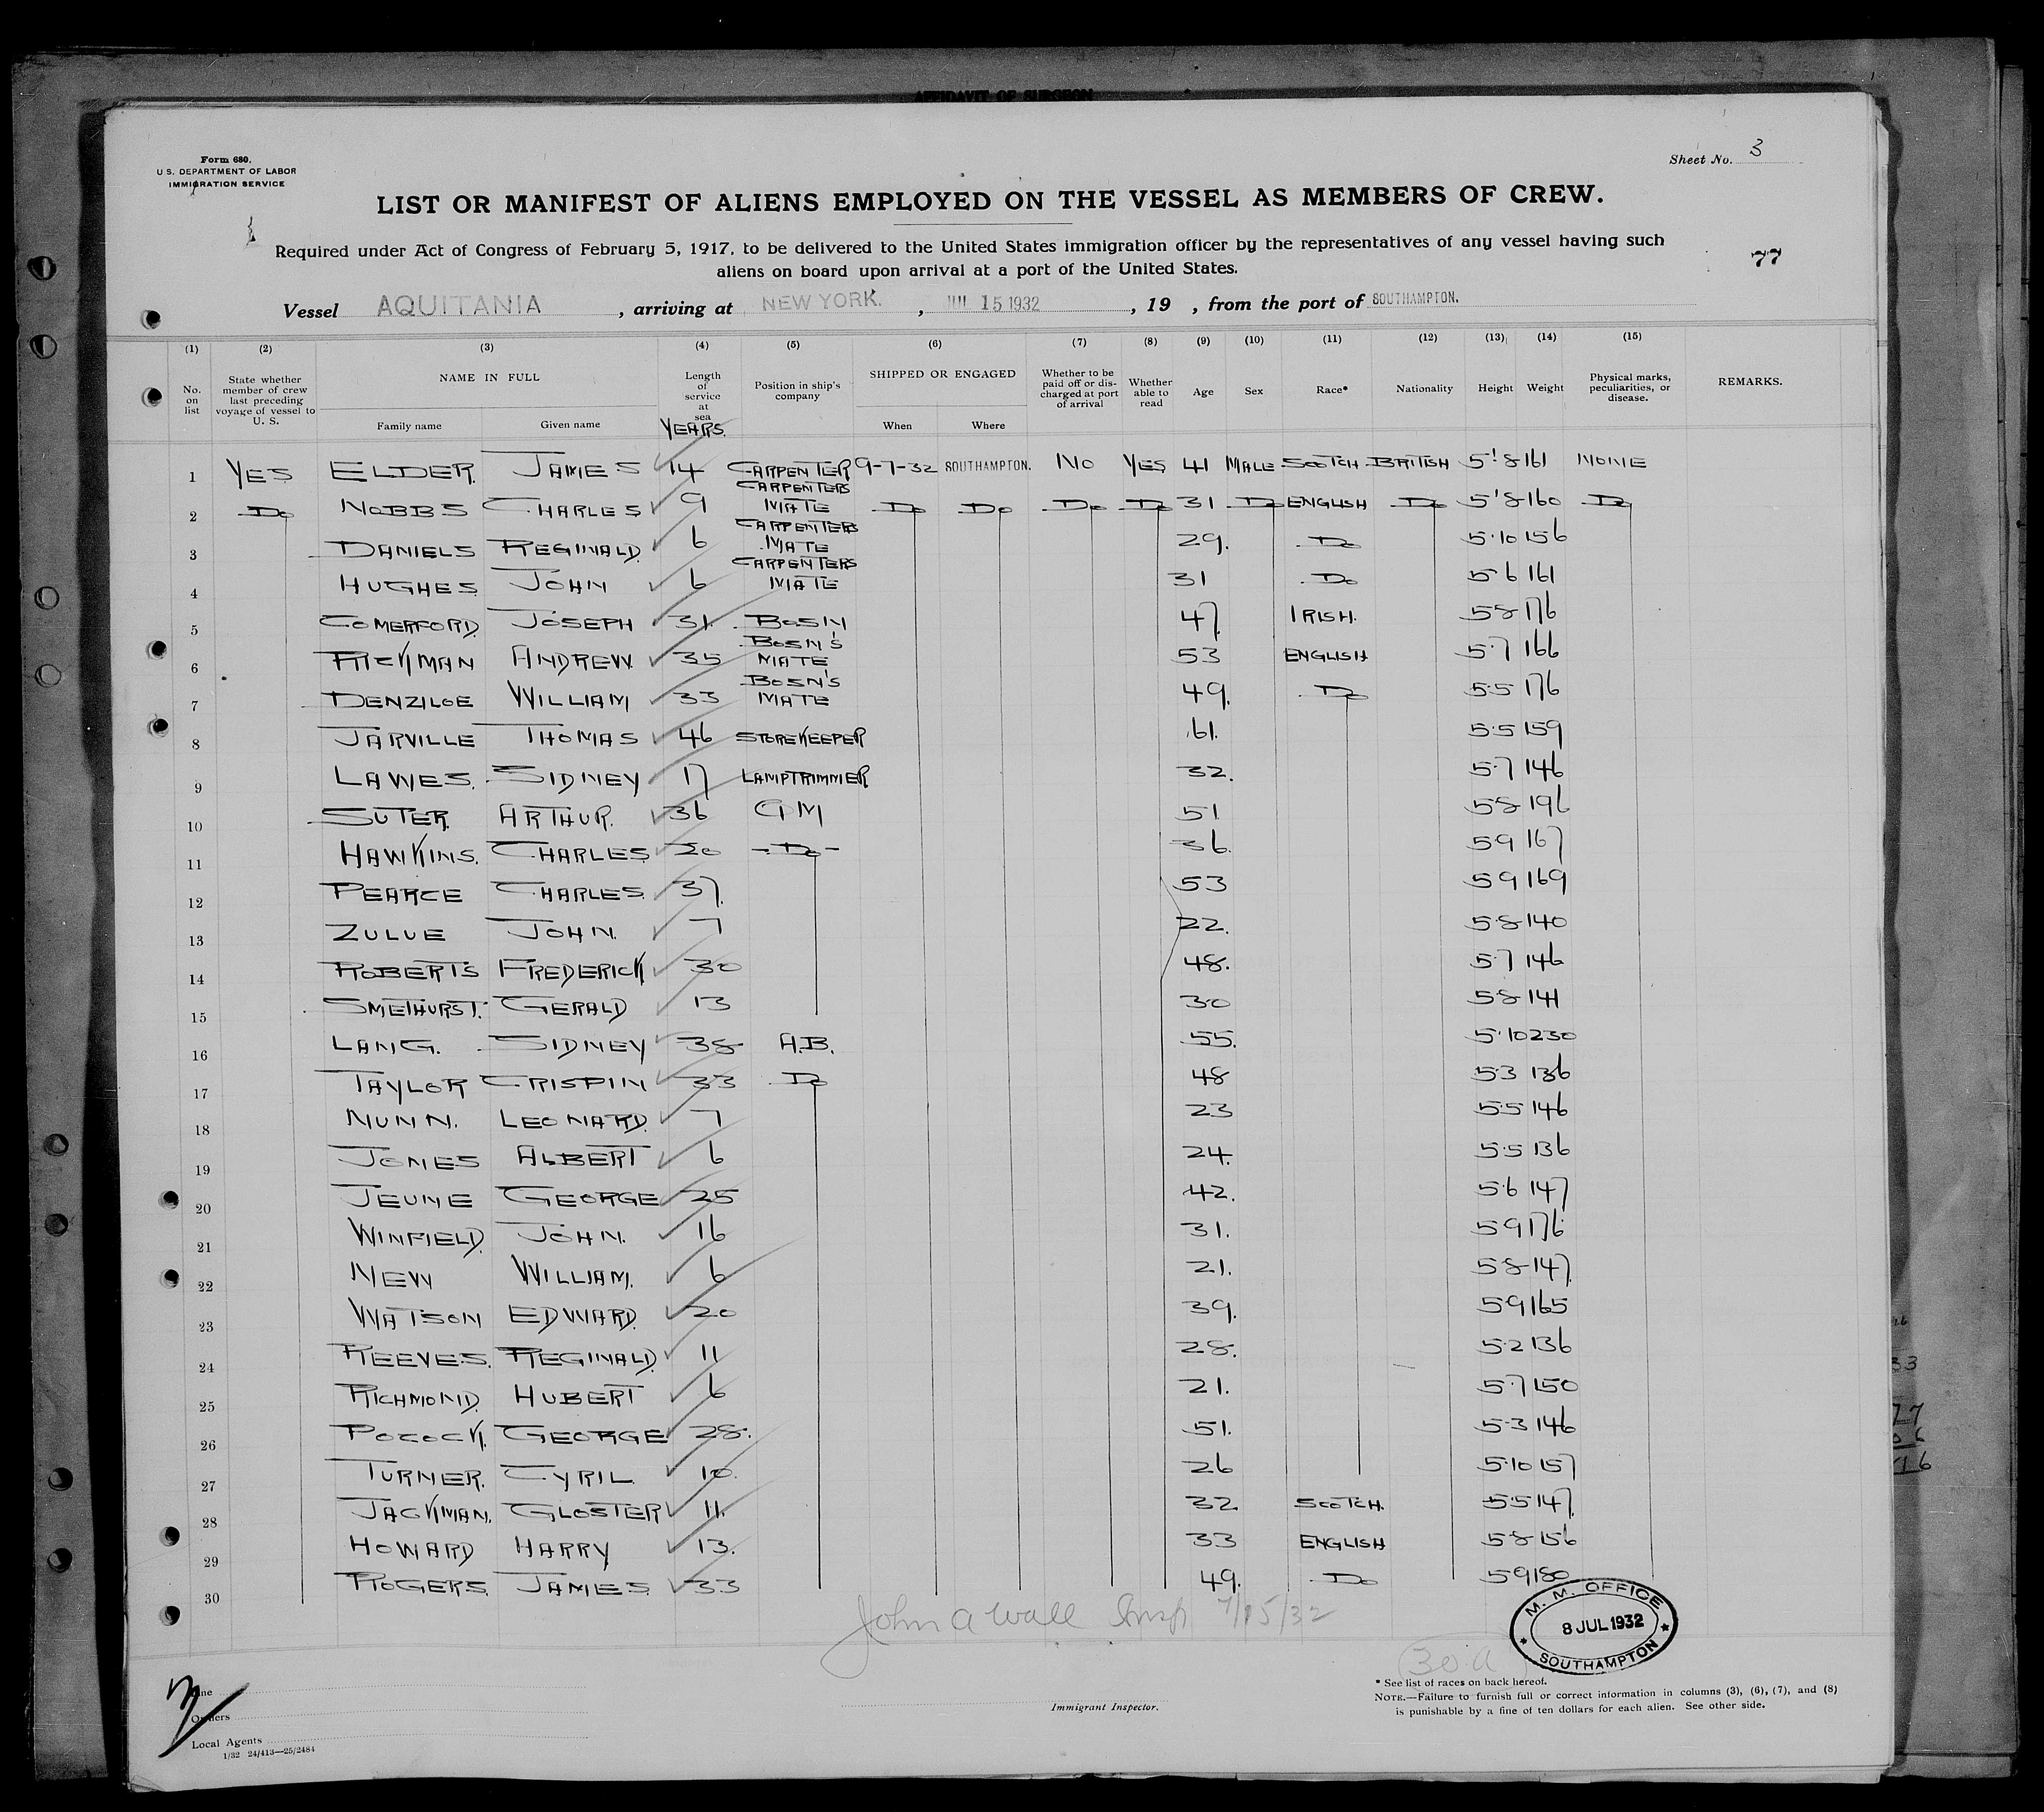 AFFIDAVIT OF SURGEON
Form 680.
U. S. DEPARTMENT OF LABOR
IMMIGRATION SERVICE
Sheet No. 3
LIST OR MANIFEST OF ALIENS EMPLOYED ON THE VESSEL AS MEMBERS OF CREW.
Required under Act of Congress of February 5, 1917, to be delivered to the United States immigration officer by the representatives of any vessel having such
aliens on board upon arrival at a port of the United States.
77
Vessel AQUITANIA , arriving at NEW YORK. , JUL 15 1932 , 19 , from the port of SOUTHAMPTON.
(1) (2) (3) (4) (5) (6) (7) (8) (9) (10) (11) (12) (13) (14) (15)
No. on list State whether member of crew last preceding voyage of vessel to U. S. NAME IN FULL Family name Given name Length of service at sea YEARS. Position in ship's company SHIPPED OR ENGAGED When Where Whether to be paid off or discharged at port of arrival Whether able to read Age Sex Race* Nationality Height Weight Physical marks, peculiarities, or disease. REMARKS.
1 YES ELDER. JAMES 14 CARPENTER 9-7-32 SOUTHAMPTON. NO YES 41 MALE SCOTCH BRITISH 5'8 161 NONE
2 Do NOBBS CHARLES 9 CARPENTERS MATE Do Do Do Do 31 Do ENGLISH Do 5'8 160 Do
3 DANIELS REGINALD. 6 CARPENTERS MATE 29. Do 5.10 156
4 HUGHES JOHN 6 CARPENTERS MATE 31 Do 5 6 161
5 COMERFORD. JOSEPH 31. BOSN 47. IRISH. 5 8 176
6 RICKMAN ANDREW. 35 BOSN'S MATE 53 ENGLISH 5.7 166
7 DENZILOE WILLIAM 33 BOSN'S MATE 49. Do 5.5 176
8 JARVILLE THOMAS 46 STOREKEEPER 61. 5.5 159
9 LAWES. SIDNEY 17 LAMPTRIMMER 32. 5.7 146
10 SUTER. ARTHUR. 36 QM 51 5 8 196
11 HAWKINS. CHARLES 20 - Do - 36. 5 9 167
12 PEARCE CHARLES. 37. 53 5 9 169
13 ZULUE JOHN. 7 22. 5.8 140
14 ROBERTS FREDERICK 30 48. 5.7 146
15 SMETHURST. GERALD 13 30 5.8 141
16 LANG. SIDNEY 38 A.B. 55. 5.10 230
17 TAYLOR CRISPIN 33 Do 48 5.3 136
18 NUNN. LEONARD. 7 23 5.5 146
19 JONES ALBERT 6 24. 5.5 136
20 JEUNE GEORGE 25 42. 5.6 147
21 WINFIELD. JOHN. 16 31. 5 9 176
22 NEW WILLIAM. 6 21. 5 8 147.
23 WATSON EDWARD. 20 39. 5.9 165
24 REEVES. REGINALD. 11 28. 5.2 136
25 RICHMOND. HUBERT 6 21. 5.7 150
26 POCOCK. GEORGE 28. 51. 5.3 146
27 TURNER. CYRIL 10. 26 5.10 157
28 JACKMAN. GLOSTER 11. 32 SCOTCH. 5.5 147.
29 HOWARD HARRY 13. 33 ENGLISH 5.8 156
30 ROGERS. JAMES. 33 49. Do 5 9 180
John A Wall Insp 7/15/32
M. M. OFFICE
8 JUL 1932
SOUTHAMPTON
30 a
* See list of races on back hereof.
NOTE.—Failure to furnish full or correct information in columns (3), (6), (7), and (8)
is punishable by a fine of ten dollars for each alien. See other side.
Immigrant Inspector.
Line
Owners
Local Agents
1/32 24/413—25/2484